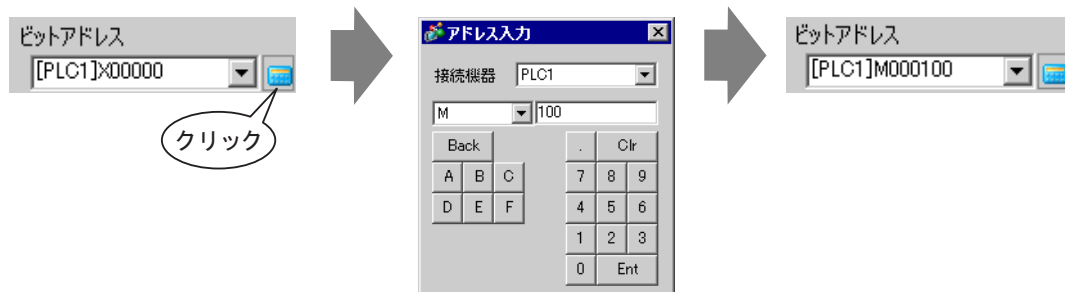 ビットアドレス
[PLC1]X00000
クリック
アドレス入力
接続機器 PLC1
M 100
Back . Clr
A B C 7 8 9
D E F 4 5 6
1 2 3
0 Ent
ビットアドレス
[PLC1]M000100